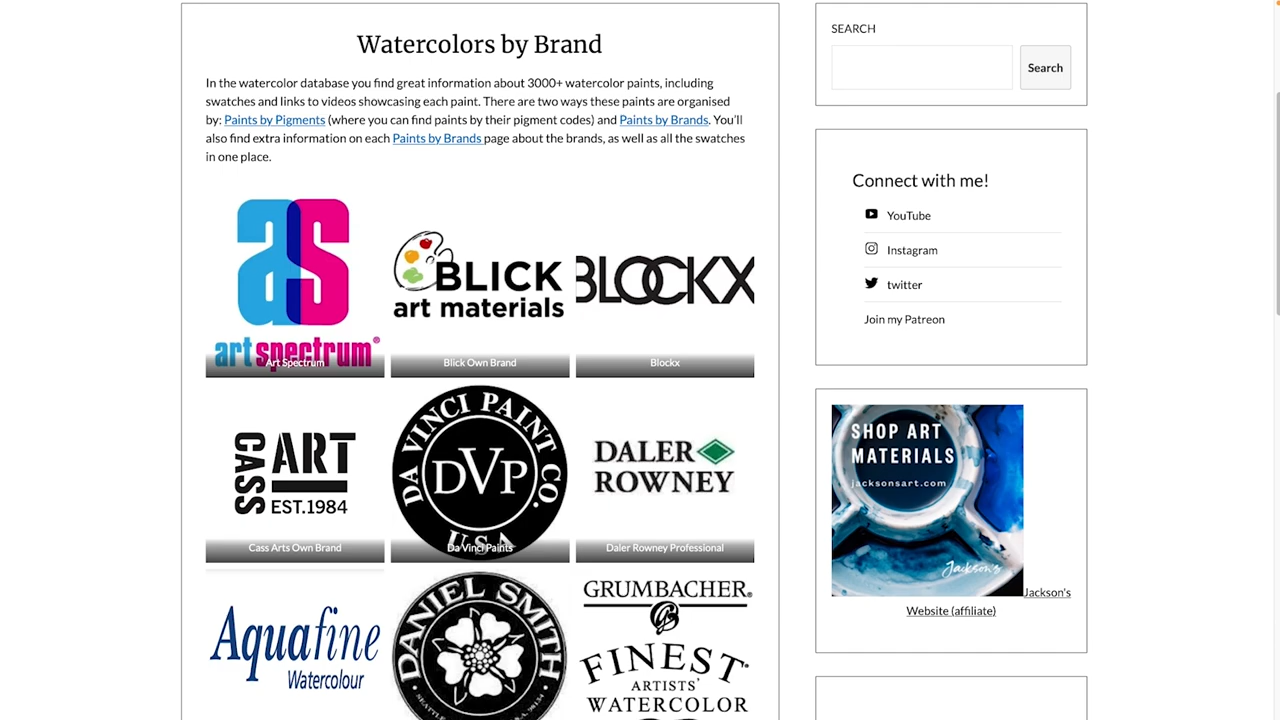 Watercolors by Brand
In the watercolor database you find great information about 3000+ watercolor paints, including
swatches and links to videos showcasing each paint. There are two ways these paints are organised
by: Paints by Pigments (where you can find paints by their pigment codes) and Paints by Brands. You'll
also find extra information on each Paints by Brands page about the brands, as well as all the swatches
in one place.
as
artspectrum®
Art Spectrum
BLICK
art materials
Blick Own Brand
BLOCKX
Blockx
CASS
ART
EST.1984
Cass Arts Own Brand
DA VINCI PAINT CO.
DVP
USA
Da Vinci Paints
DALER
ROWNEY
Daler Rowney Professional
Aquafine
Watercolour
DANIEL SMITH
GRUMBACHER®
FINEST
ARTISTS'
WATERCOLOR
SEARCH
Search
Connect with me!
YouTube
Instagram
twitter
Join my Patreon
SHOP ART
MATERIALS
jacksonsart.com
Jackson's
Jackson's
Website (affiliate)